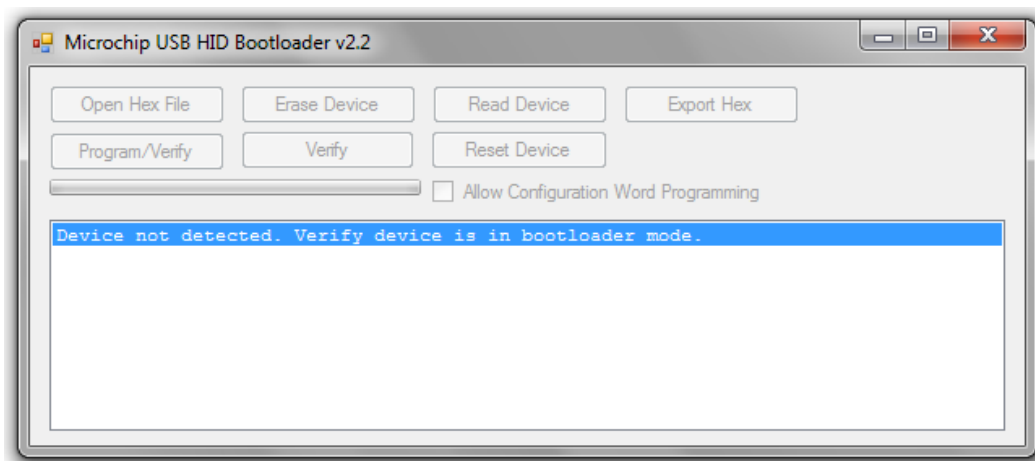 Microchip USB HID Bootloader v2.2
Open Hex File Erase Device Read Device Export Hex
Program/Verify Verify Reset Device
Allow Configuration Word Programming
Device not detected. Verify device is in bootloader mode.